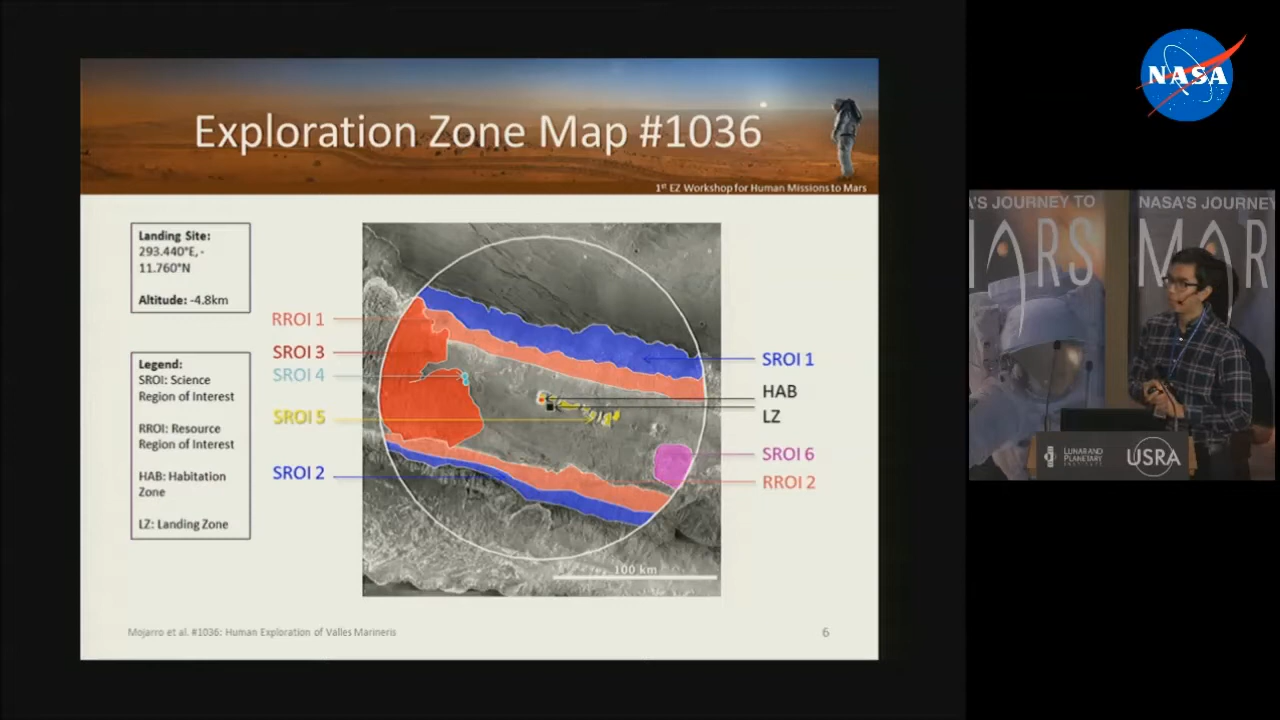 NASA
Exploration Zone Map #1036
1st EZ Workshop for Human Missions to Mars
Landing Site:
293.440°E, -
11.760°N
Altitude: -4.8km
Legend:
SROI: Science
Region of Interest
RROI: Resource
Region of Interest
HAB: Habitation
Zone
LZ: Landing Zone
RROI 1
SROI 3
SROI 4
SROI 5
SROI 2
SROI 1
HAB
LZ
SROI 6
RROI 2
100 km
Mojarro et al. #1036: Human Exploration of Valles Marineris
6
'S JOURNEY TO
ARS
NASA'S JOURNEY
MAR
LUNAR AND
PLANETARY
INSTITUTE
USRA